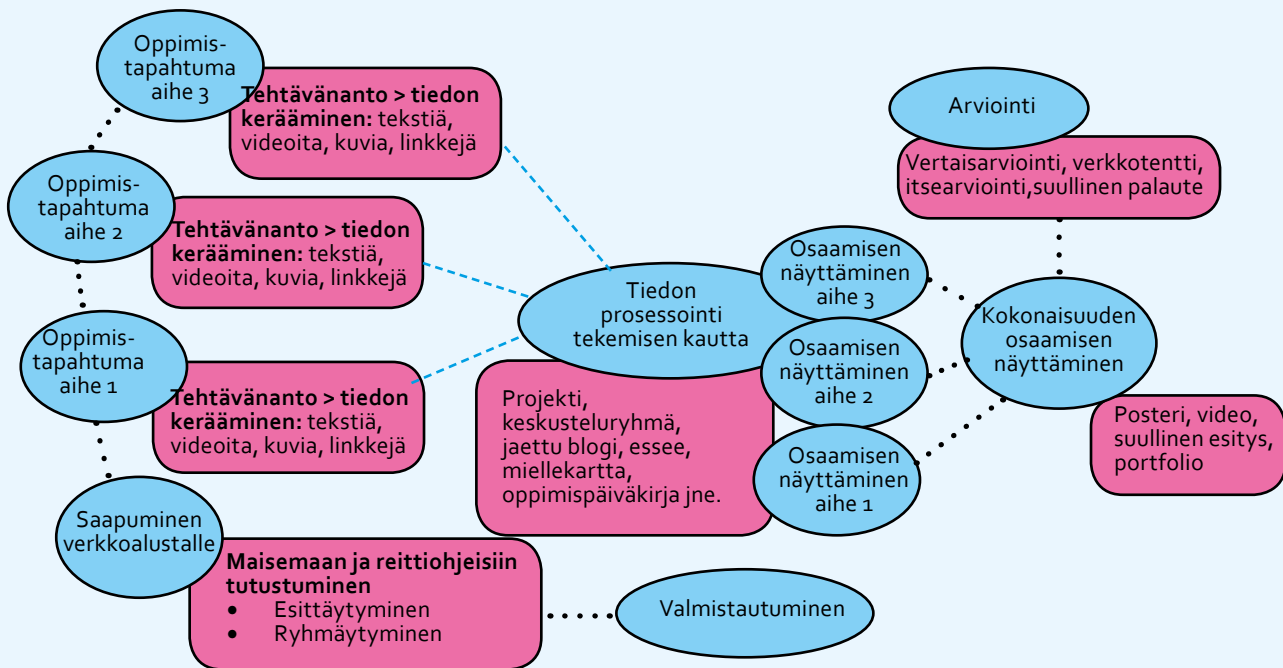 Oppimis-
tapahtuma
aihe 3
Tehtävänanto > tiedon
kerääminen: tekstiä,
videoita, kuvia, linkkejä
Oppimis-
tapahtuma
aihe 2
Tehtävänanto > tiedon
kerääminen: tekstiä,
videoita, kuvia, linkkejä
Oppimis-
tapahtuma
aihe 1
Tehtävänanto > tiedon
kerääminen: tekstiä,
videoita, kuvia, linkkejä
Saapuminen
verkkoalustalle
Maisemaan ja reittiohjeisiin
tutustuminen
• Esittäytyminen
• Ryhmäytyminen
Valmistautuminen
Tiedon
prosessointi
tekemisen kautta
Projekti,
keskusteluryhmä,
jaettu blogi, essee,
miellekartta,
oppimispäiväkirja jne.
Osaamisen
näyttäminen
aihe 3
Osaamisen
näyttäminen
aihe 2
Osaamisen
näyttäminen
aihe 1
Kokonaisuuden
osaamisen
näyttäminen
Posteri, video,
suullinen esitys,
portfolio
Arviointi
Vertaisarviointi, verkkotentti,
itsearviointi,suullinen palaute